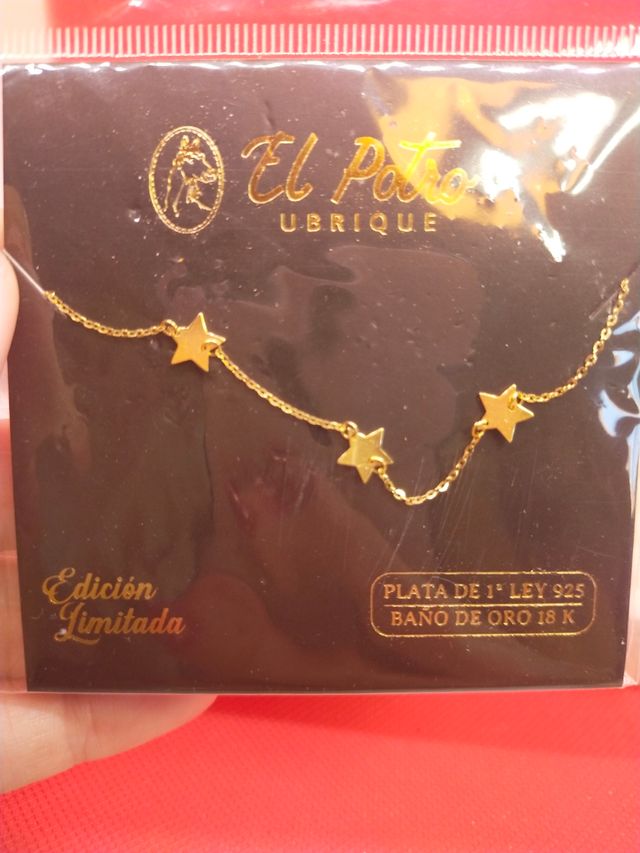 El Potro
UBRIQUE
Edición
Limitada
PLATA DE 1ª LEY 925
BAÑO DE ORO 18 K